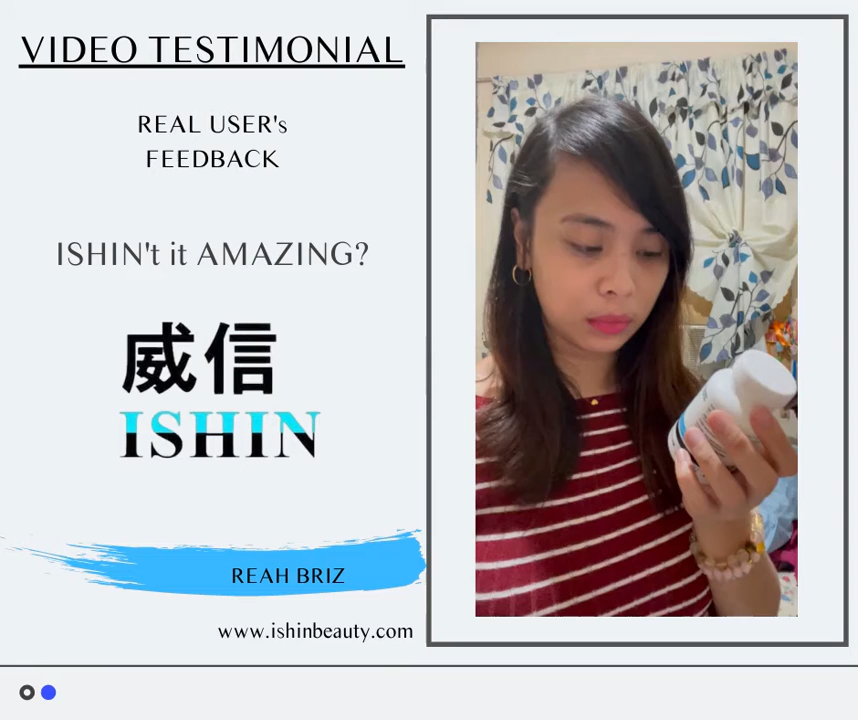 VIDEO TESTIMONIAL
REAL USER's
FEEDBACK
ISHIN't it AMAZING?
威信
ISHIN
REAH BRIZ
www.ishinbeauty.com